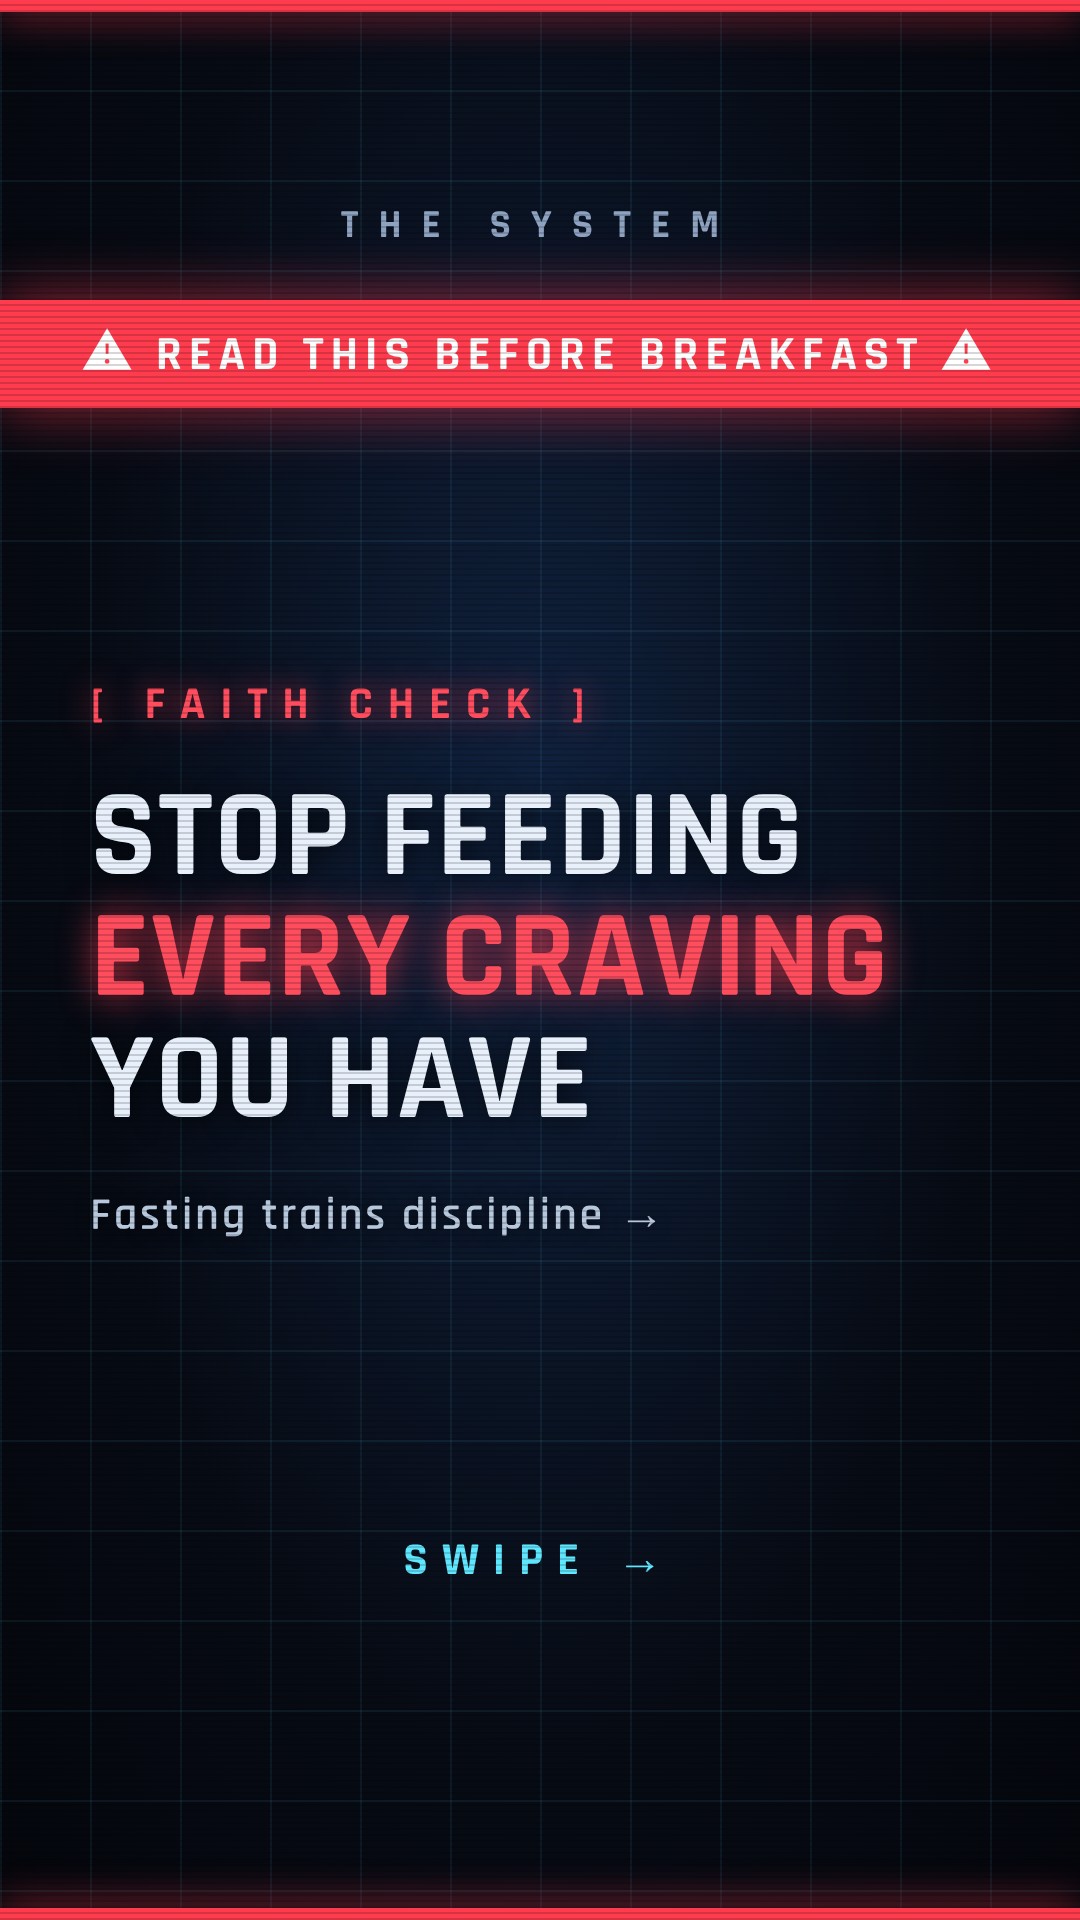 THE SYSTEM
⚠ READ THIS BEFORE BREAKFAST ⚠
[ FAITH CHECK ]
STOP FEEDING
EVERY CRAVING
YOU HAVE
Fasting trains discipline →
SWIPE →